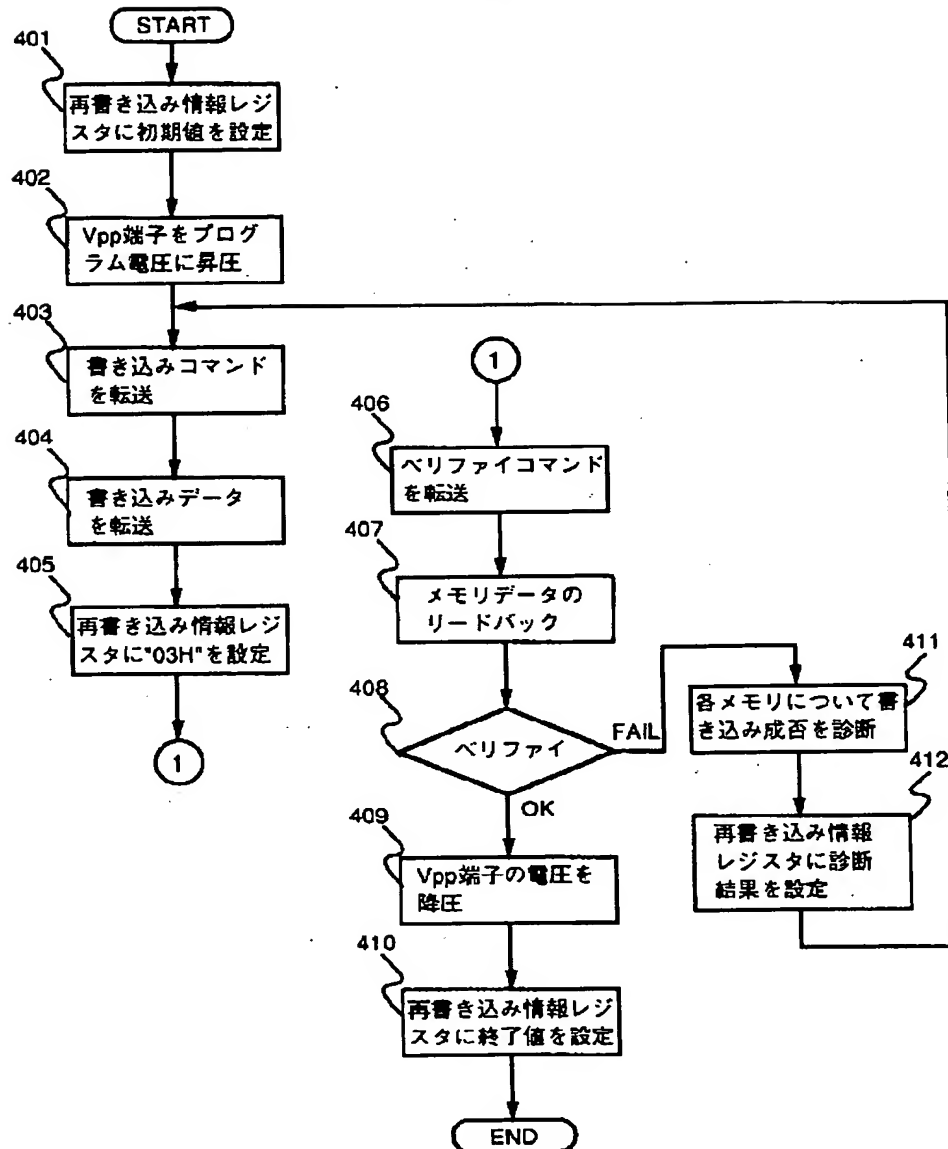 START
401
再書き込み情報レジ
スタに初期値を設定
402
Vpp端子をプログ
ラム電圧に昇圧
403
書き込みコマンド
を転送
404
書き込みデータ
を転送
405
再書き込み情報レジ
スタに"03H"を設定
1
1
406
ベリファイコマンド
を転送
407
メモリデータの
リードバック
408
ベリファイ
FAIL
OK
409
Vpp端子の電圧を
降圧
410
再書き込み情報レジ
スタに終了値を設定
END
411
各メモリについて書
き込み成否を診断
412
再書き込み情報
レジスタに診断
結果を設定